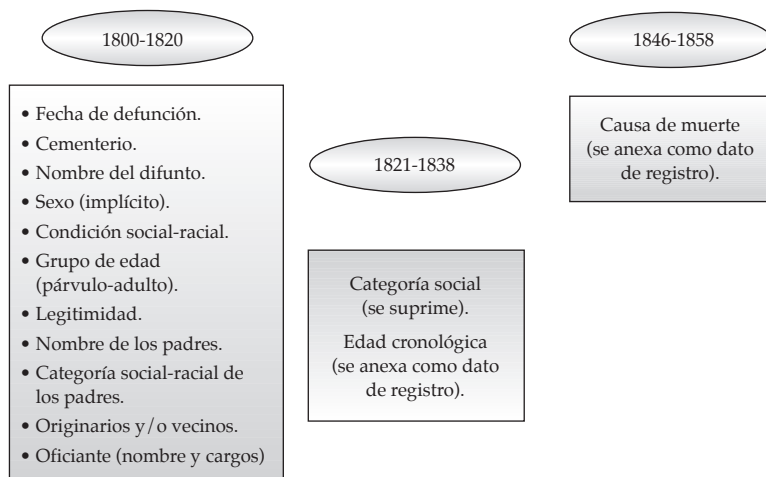 1800-1820
• Fecha de defunción.
• Cementerio.
• Nombre del difunto.
• Sexo (implícito).
• Condición social-racial.
• Grupo de edad
(párvulo-adulto).
• Legitimidad.
• Nombre de los padres.
• Categoría social-racial de
los padres.
• Originarios y/o vecinos.
• Oficiante (nombre y cargos)
1821-1838
Categoría social
(se suprime).
Edad cronológica
(se anexa como dato
de registro).
1846-1858
Causa de muerte
(se anexa como dato
de registro).